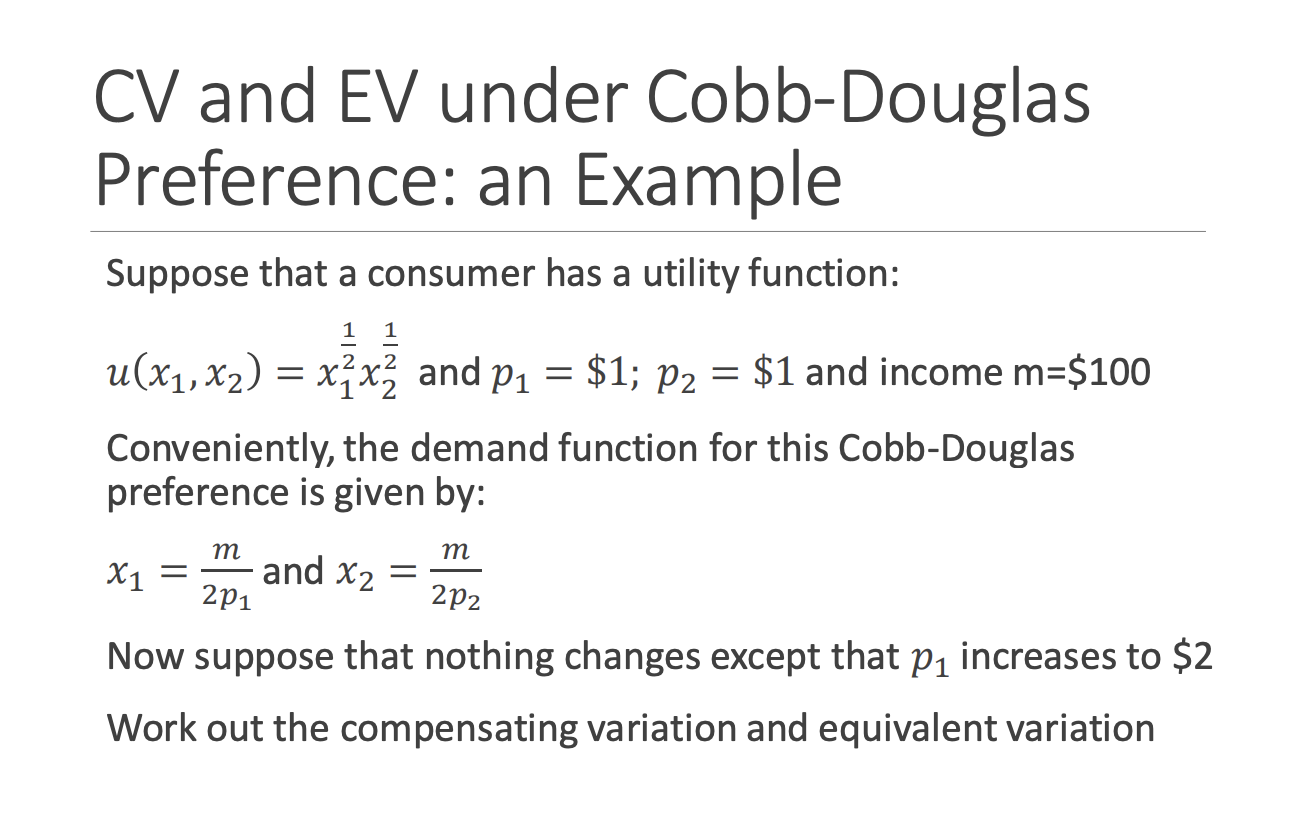 CV and EV under Cobb-Douglas
Preference: an Example
Suppose that a consumer has a utility function:
$u(x_1, x_2) = x_1^{\frac{1}{2}} x_2^{\frac{1}{2}}$ and $p_1 = \$1;\ p_2 = \$1$ and income m=$100
Conveniently, the demand function for this Cobb-Douglas
preference is given by:
$x_1 = \frac{m}{2p_1}$ and $x_2 = \frac{m}{2p_2}$
Now suppose that nothing changes except that $p_1$ increases to $2
Work out the compensating variation and equivalent variation